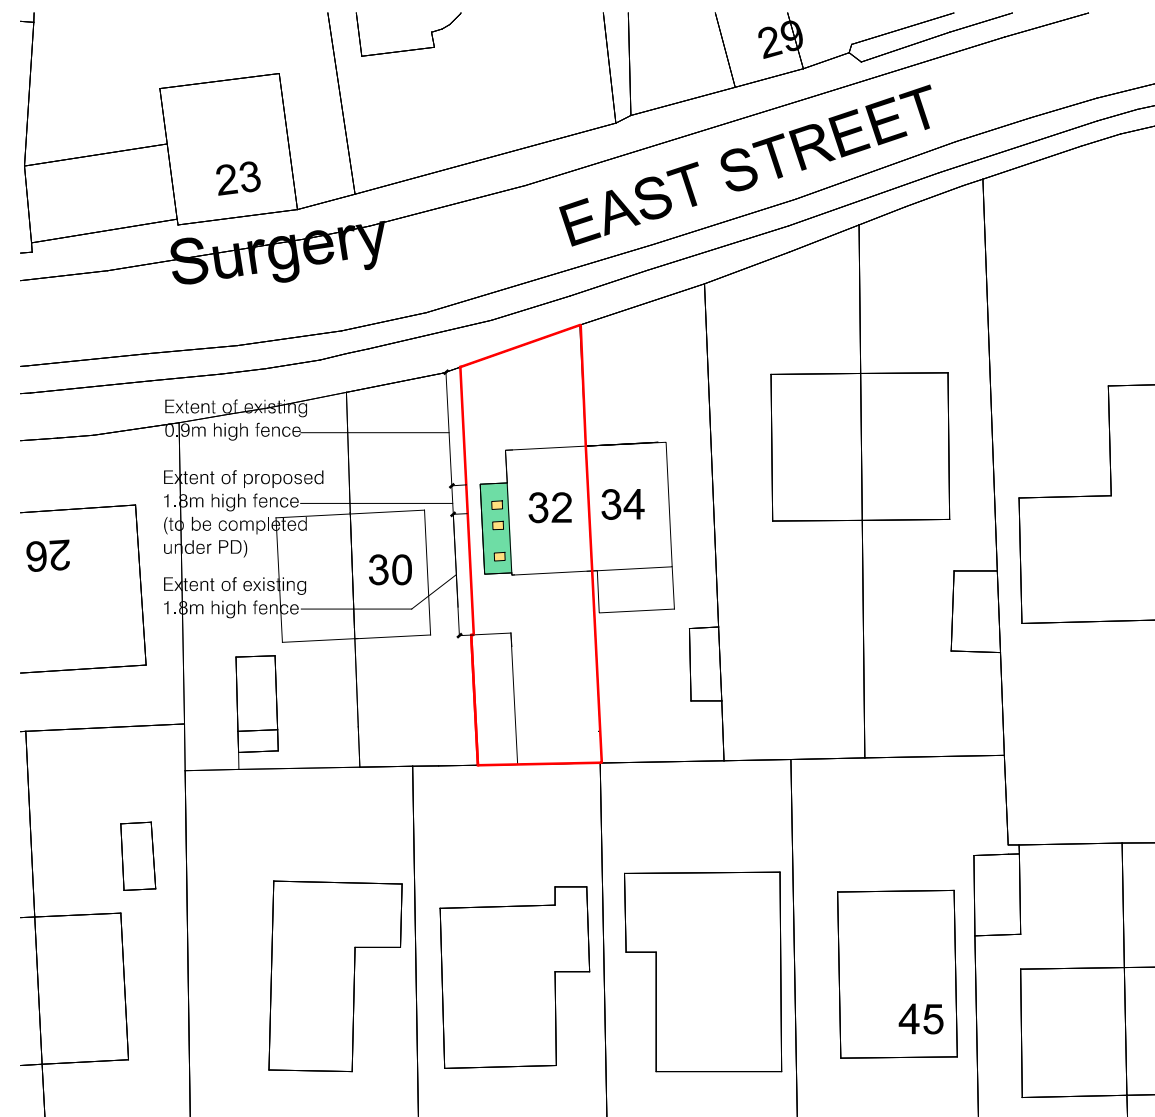 29
EAST STREET
23
Surgery
Extent of existing
0.9m high fence
Extent of proposed
1.8m high fence
(to be completed
under PD)
Extent of existing
1.8m high fence
32
34
26
30
45